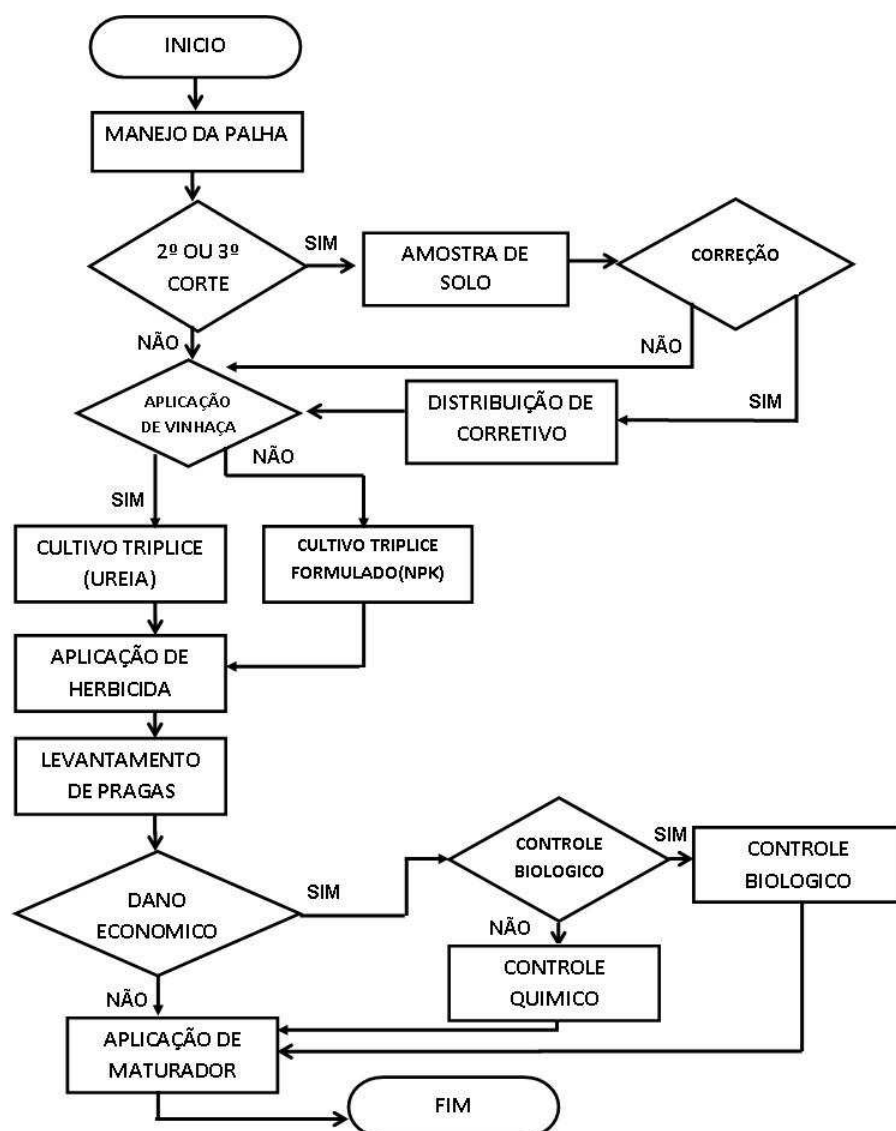 INICIO
MANEJO DA PALHA
2º OU 3º
CORTE
SIM
AMOSTRA DE
SOLO
CORREÇÃO
NÃO
NÃO
SIM
APLICAÇÃO
DE VINHAÇA
DISTRIBUIÇÃO DE
CORRETIVO
SIM
NÃO
CULTIVO TRIPLICE
(UREIA)
CULTIVO TRIPLICE
FORMULADO(NPK)
APLICAÇÃO DE
HERBICIDA
LEVANTAMENTO
DE PRAGAS
DANO
ECONOMICO
SIM
CONTROLE
BIOLOGICO
SIM
CONTROLE
BIOLOGICO
NÃO
CONTROLE
QUIMICO
NÃO
APLICAÇÃO DE
MATURADOR
FIM